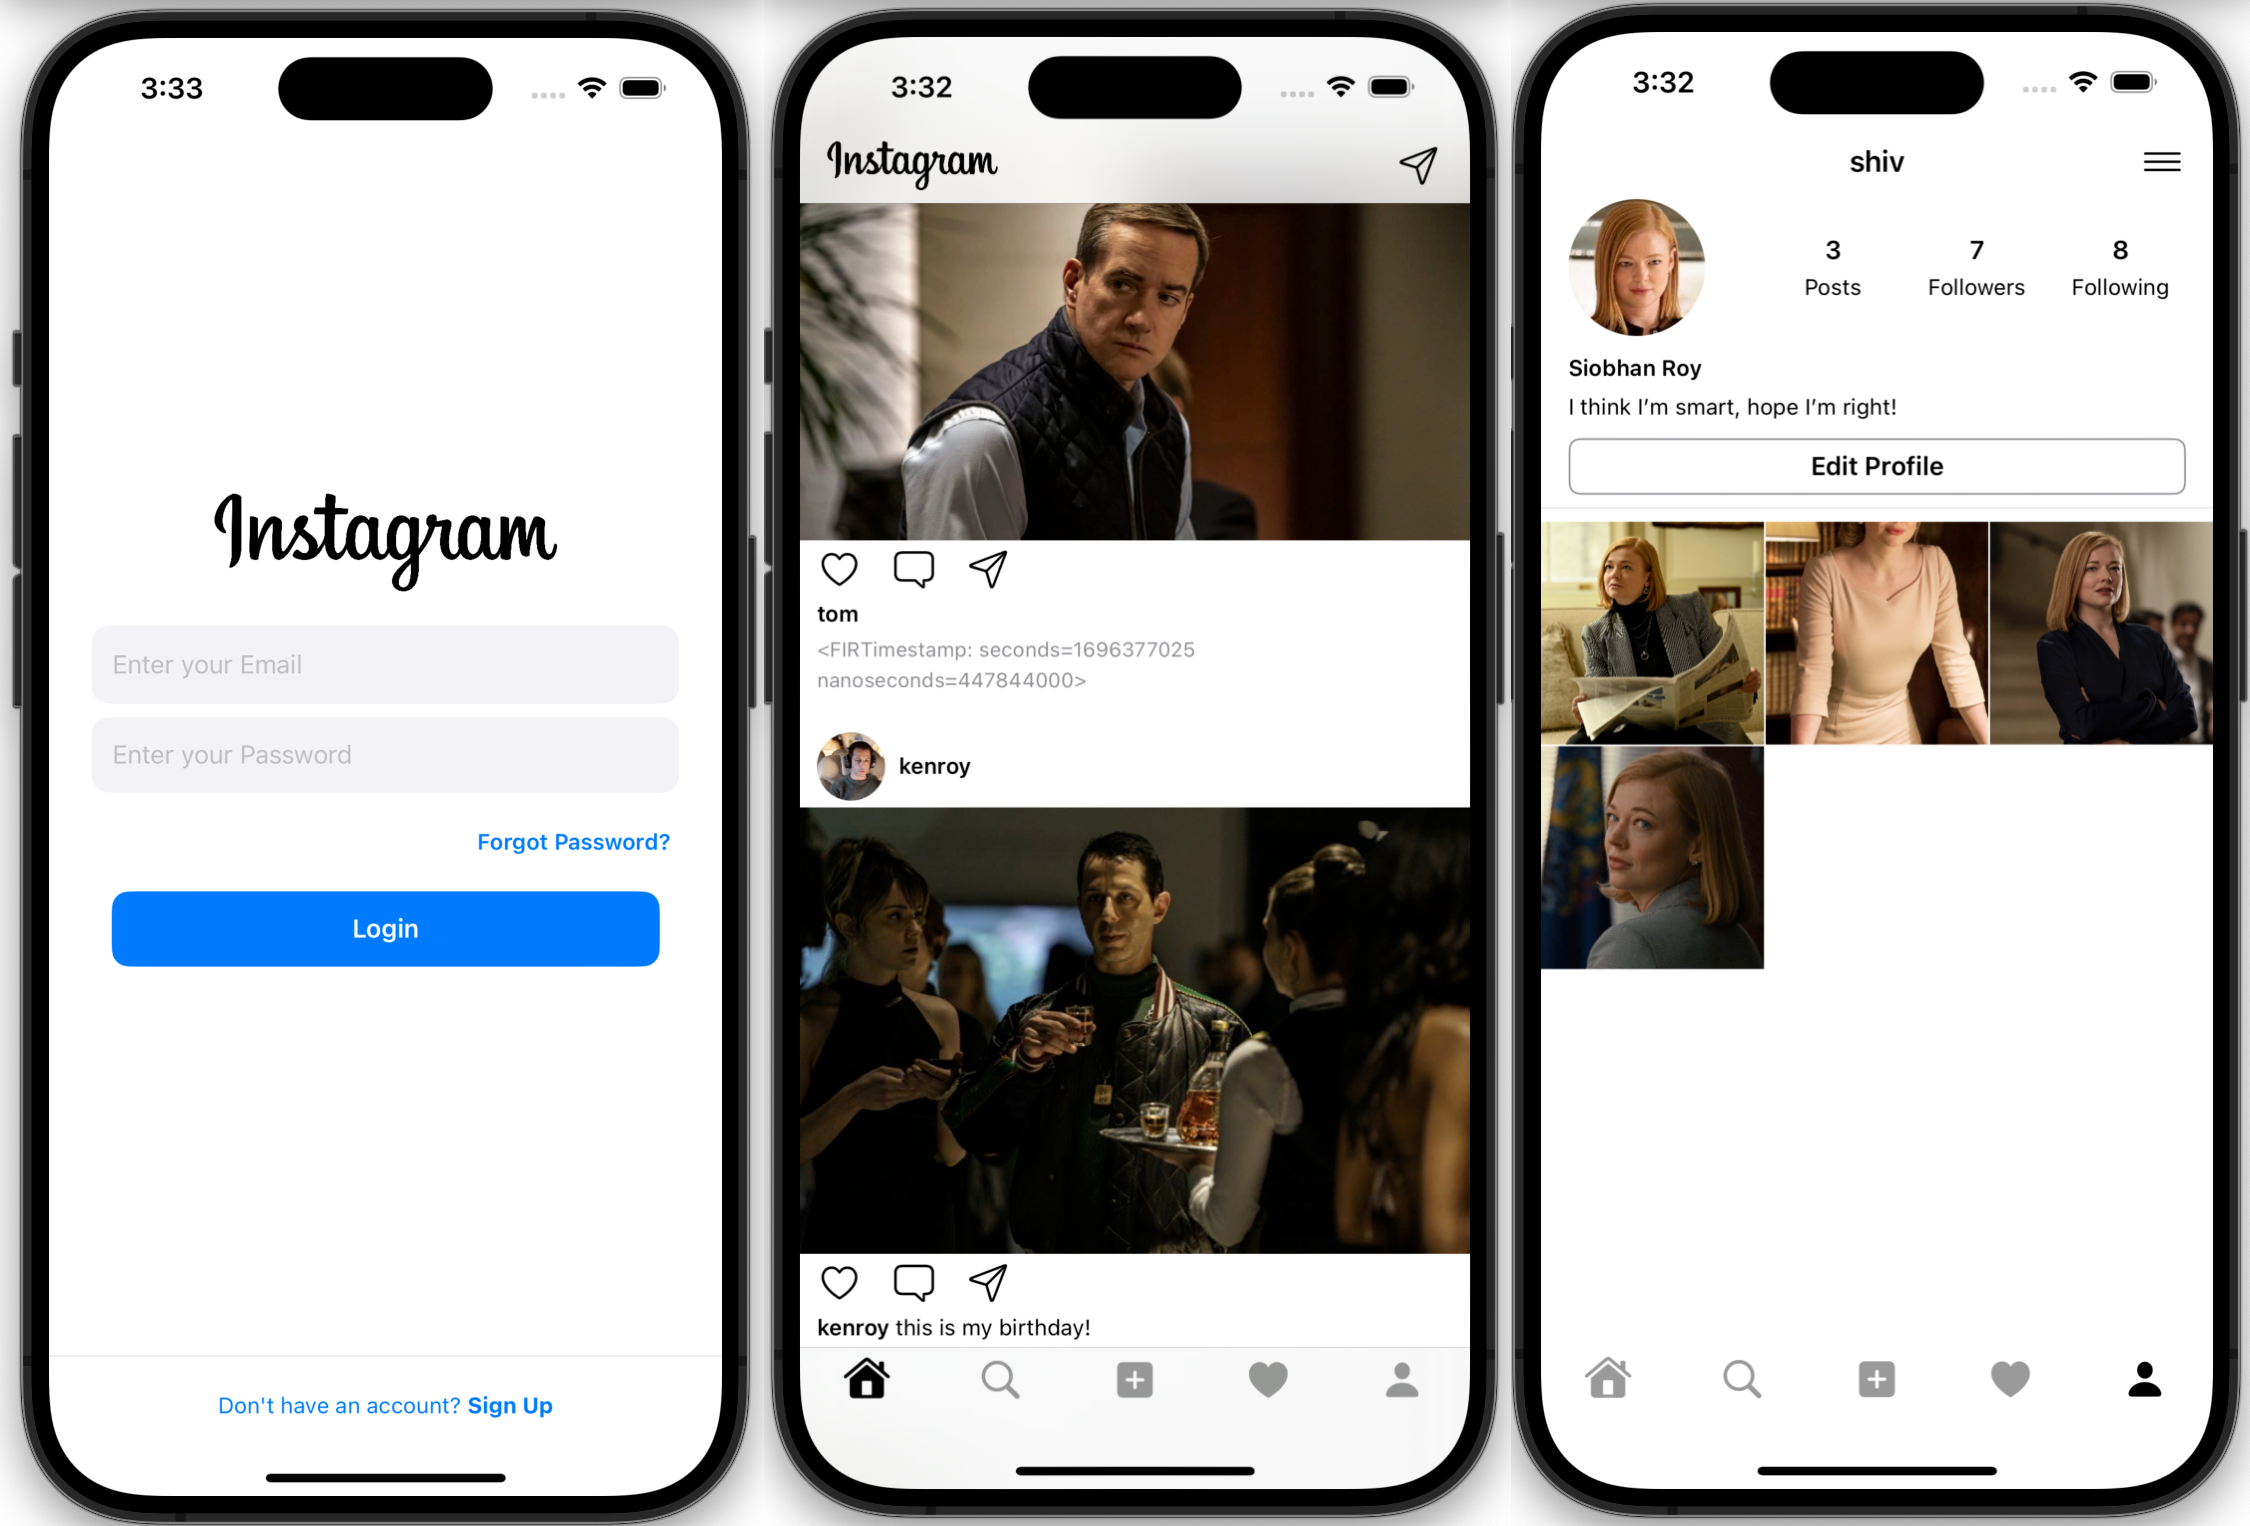 3:33
Instagram
Enter your Email
Enter your Password
Forgot Password?
Login
Don't have an account? Sign Up
3:32
Instagram
tom
<FIRTimestamp: seconds=1696377025
nanoseconds=447844000>
kenroy
kenroy this is my birthday!
3:32
shiv
3 7 8
Posts Followers Following
Siobhan Roy
I think I’m smart, hope I’m right!
Edit Profile